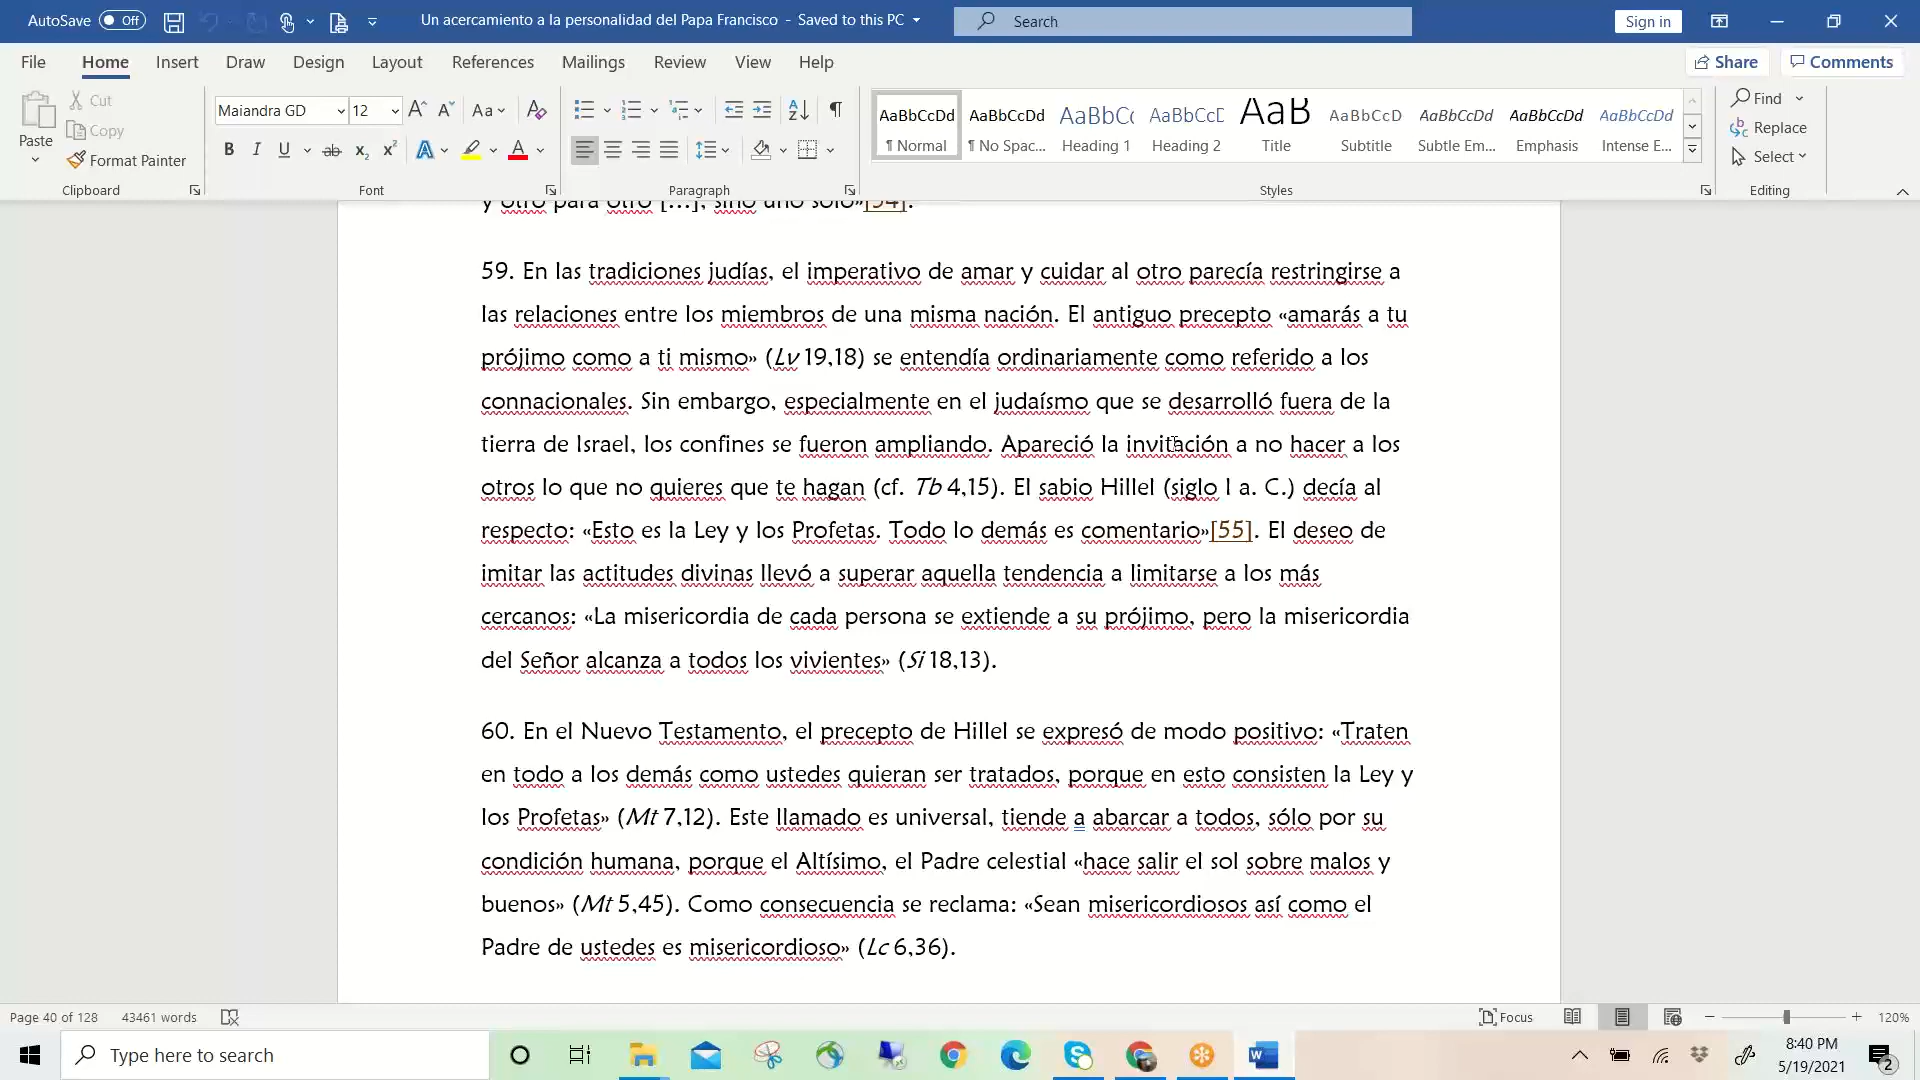 AutoSave Off Un acercamiento a la personalidad del Papa Francisco - Saved to this PC Search Sign in
File Home Insert Draw Design Layout References Mailings Review View Help Share Comments
Paste Cut Copy Format Painter Clipboard
Maiandra GD 12 Aa Font
B I U ab x₂ x² A A
Paragraph
AaBbCcDd AaBbCcDd AaBbC AaBbCcD AaB AaBbCcD AaBbCcDd AaBbCcDd AaBbCcDd
¶ Normal ¶ No Spac... Heading 1 Heading 2 Title Subtitle Subtle Em... Emphasis Intense E...
Styles
Find Replace Select Editing
y otro para otro [...], sino uno solo»[54].
59. En las tradiciones judías, el imperativo de amar y cuidar al otro parecía restringirse a
las relaciones entre los miembros de una misma nación. El antiguo precepto «amarás a tu
prójimo como a ti mismo» (Lv 19,18) se entendía ordinariamente como referido a los
connacionales. Sin embargo, especialmente en el judaísmo que se desarrolló fuera de la
tierra de Israel, los confines se fueron ampliando. Apareció la invitación a no hacer a los
otros lo que no quieres que te hagan (cf. Tb 4,15). El sabio Hillel (siglo I a. C.) decía al
respecto: «Esto es la Ley y los Profetas. Todo lo demás es comentario»[55]. El deseo de
imitar las actitudes divinas llevó a superar aquella tendencia a limitarse a los más
cercanos: «La misericordia de cada persona se extiende a su prójimo, pero la misericordia
del Señor alcanza a todos los vivientes» (Si 18,13).
60. En el Nuevo Testamento, el precepto de Hillel se expresó de modo positivo: «Traten
en todo a los demás como ustedes quieran ser tratados, porque en esto consisten la Ley y
los Profetas» (Mt 7,12). Este llamado es universal, tiende a abarcar a todos, sólo por su
condición humana, porque el Altísimo, el Padre celestial «hace salir el sol sobre malos y
buenos» (Mt 5,45). Como consecuencia se reclama: «Sean misericordiosos así como el
Padre de ustedes es misericordioso» (Lc 6,36).
Page 40 of 128 43461 words Focus 120%
Type here to search 8:40 PM
5/19/2021 2